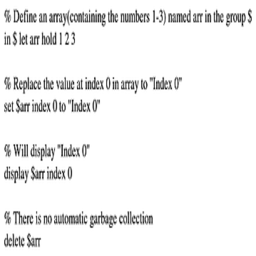 % Define an array(containing the numbers 1-3) named arr in the group $
in $ let arr hold 1 2 3
% Replace the value at index 0 in array to "Index 0"
set $arr index 0 to "Index 0"
% Will display "Index 0"
display $arr index 0
% There is no automatic garbage collection
delete $arr